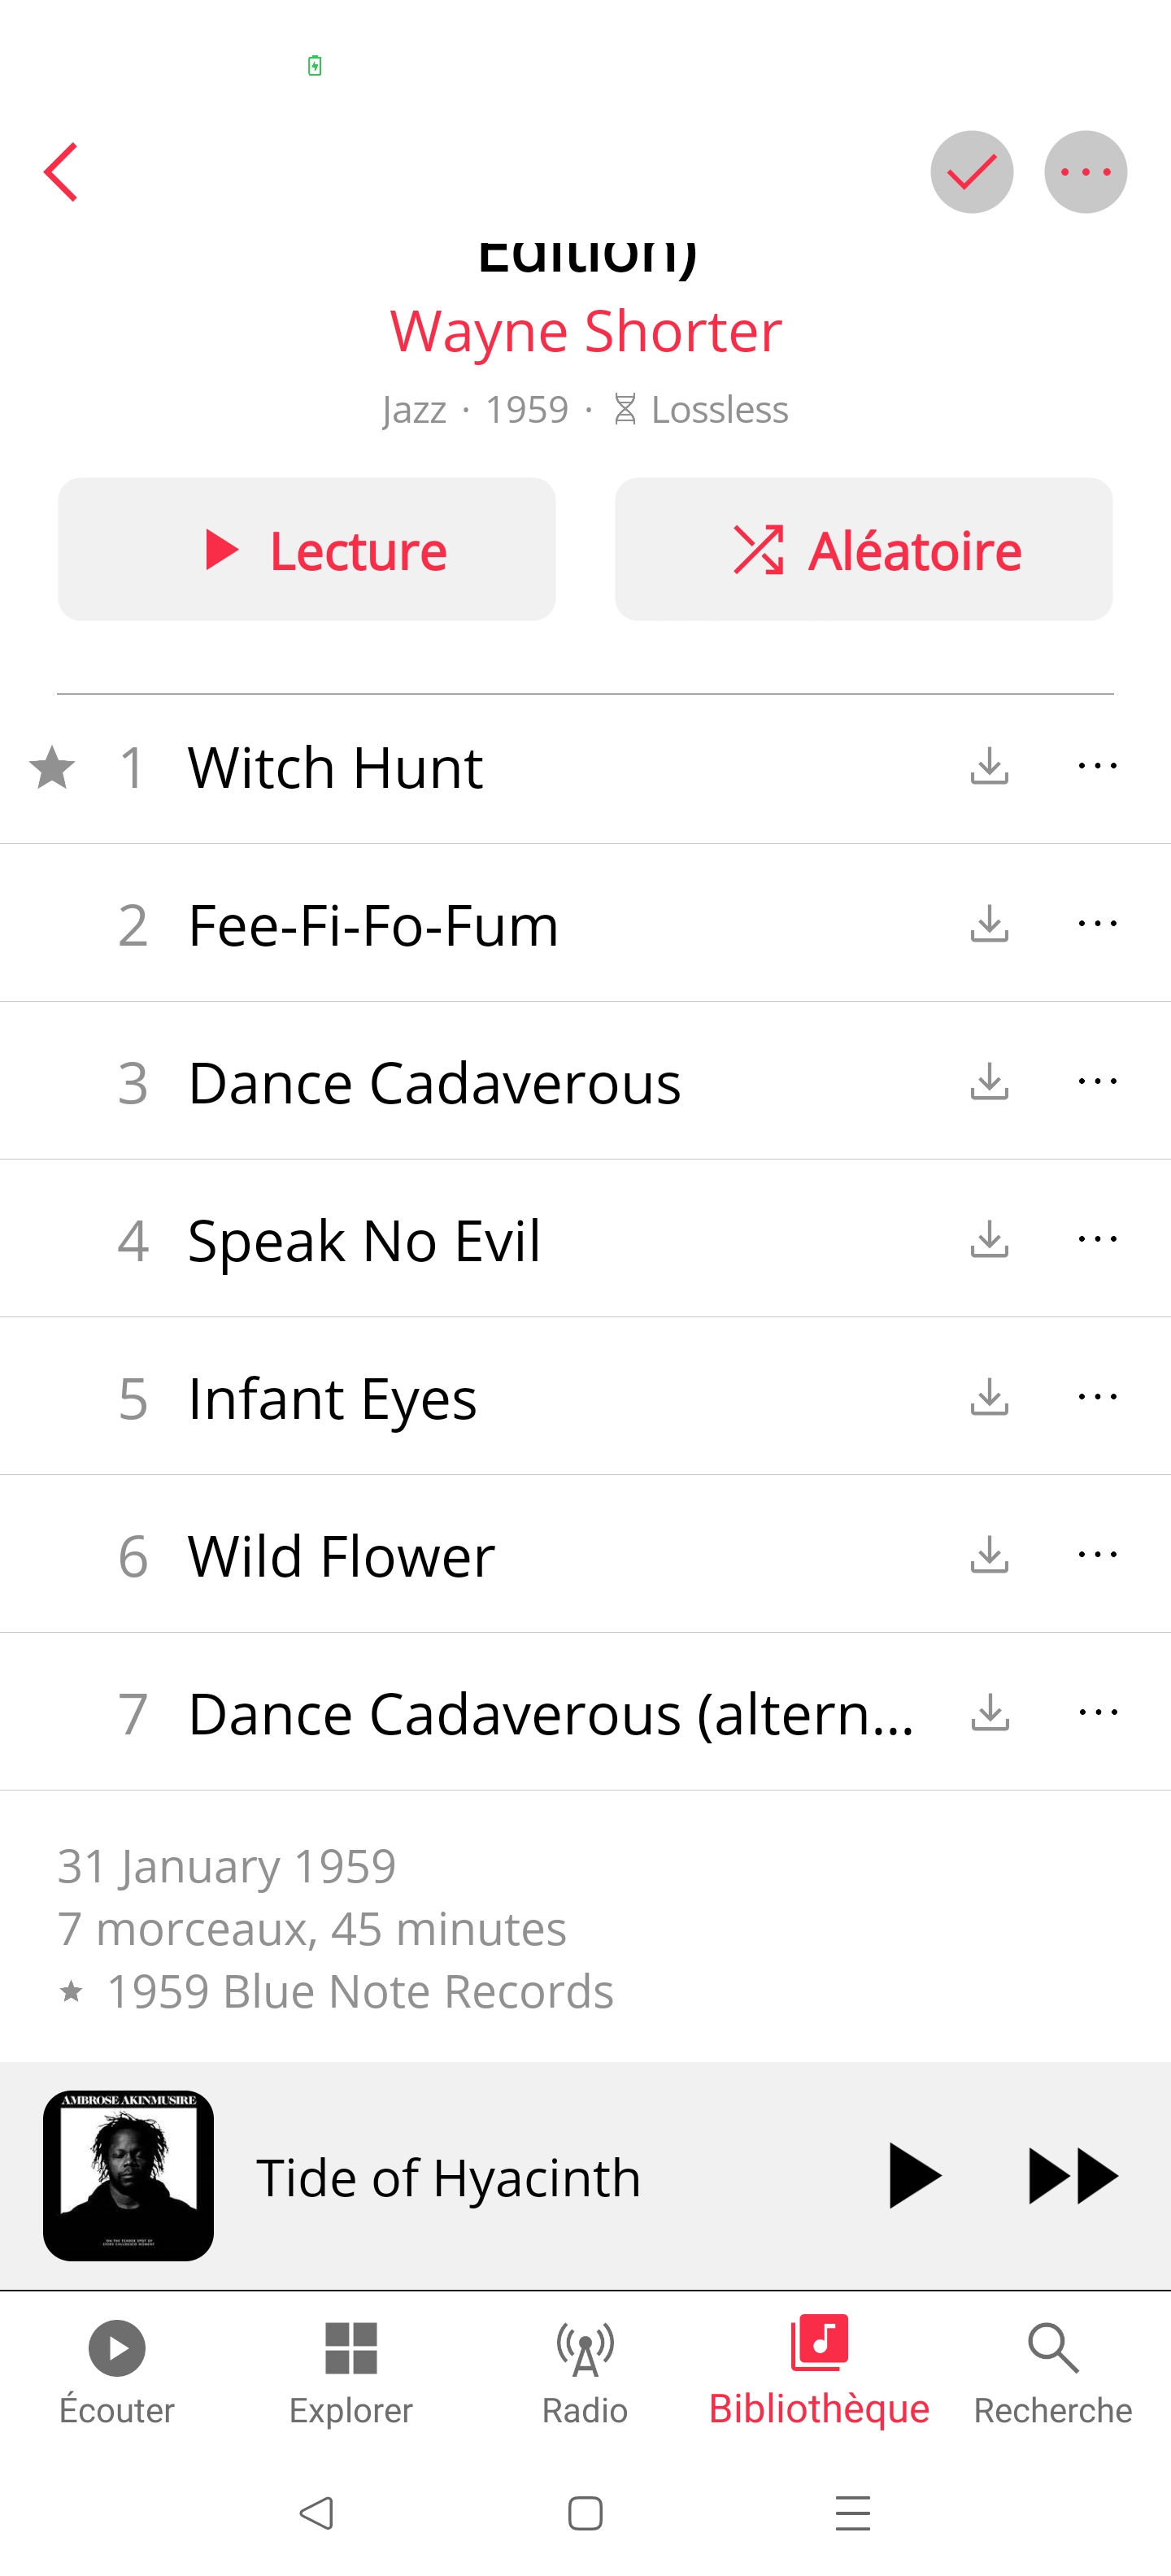 Edition)
Wayne Shorter
Jazz · 1959 · Lossless
Lecture
Aléatoire
1 Witch Hunt
2 Fee-Fi-Fo-Fum
3 Dance Cadaverous
4 Speak No Evil
5 Infant Eyes
6 Wild Flower
7 Dance Cadaverous (altern...
31 January 1959
7 morceaux, 45 minutes
1959 Blue Note Records
AMBROSE AKINMUSIRE
Tide of Hyacinth
Écouter
Explorer
Radio
Bibliothèque
Recherche